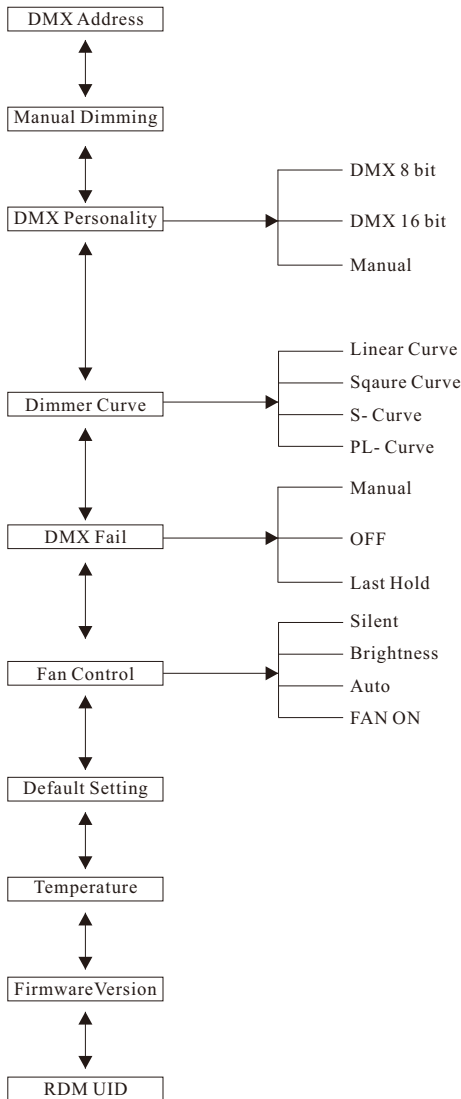 DMX Address
Manual Dimming
DMX Personality
DMX 8 bit
DMX 16 bit
Manual
Dimmer Curve
Linear Curve
Sqaure Curve
S- Curve
PL- Curve
DMX Fail
Manual
OFF
Last Hold
Fan Control
Silent
Brightness
Auto
FAN ON
Default Setting
Temperature
FirmwareVersion
RDM UID